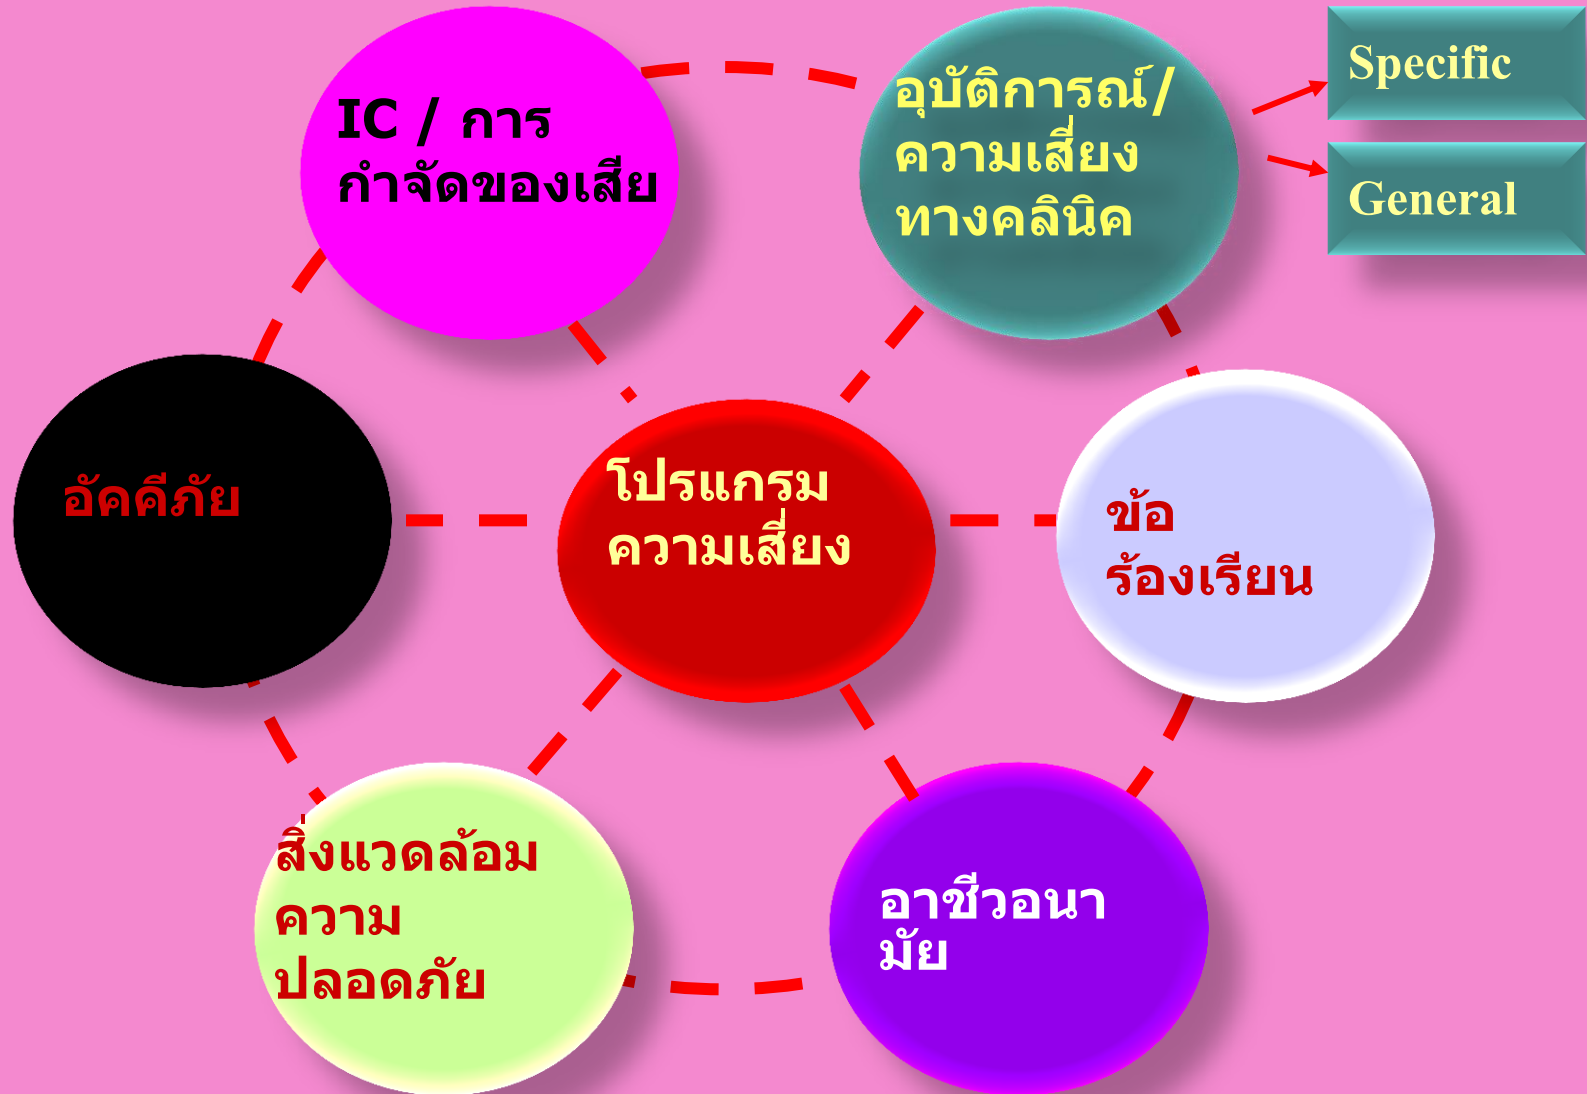 IC / การ
กำจัดของเสีย
อุบัติการณ์/
ความเสี่ยง
ทางคลินิค
Specific
General
อัคคีภัย
โปรแกรม
ความเสี่ยง
ข้อ
ร้องเรียน
สิ่งแวดล้อม
ความ
ปลอดภัย
อาชีวอนา
มัย